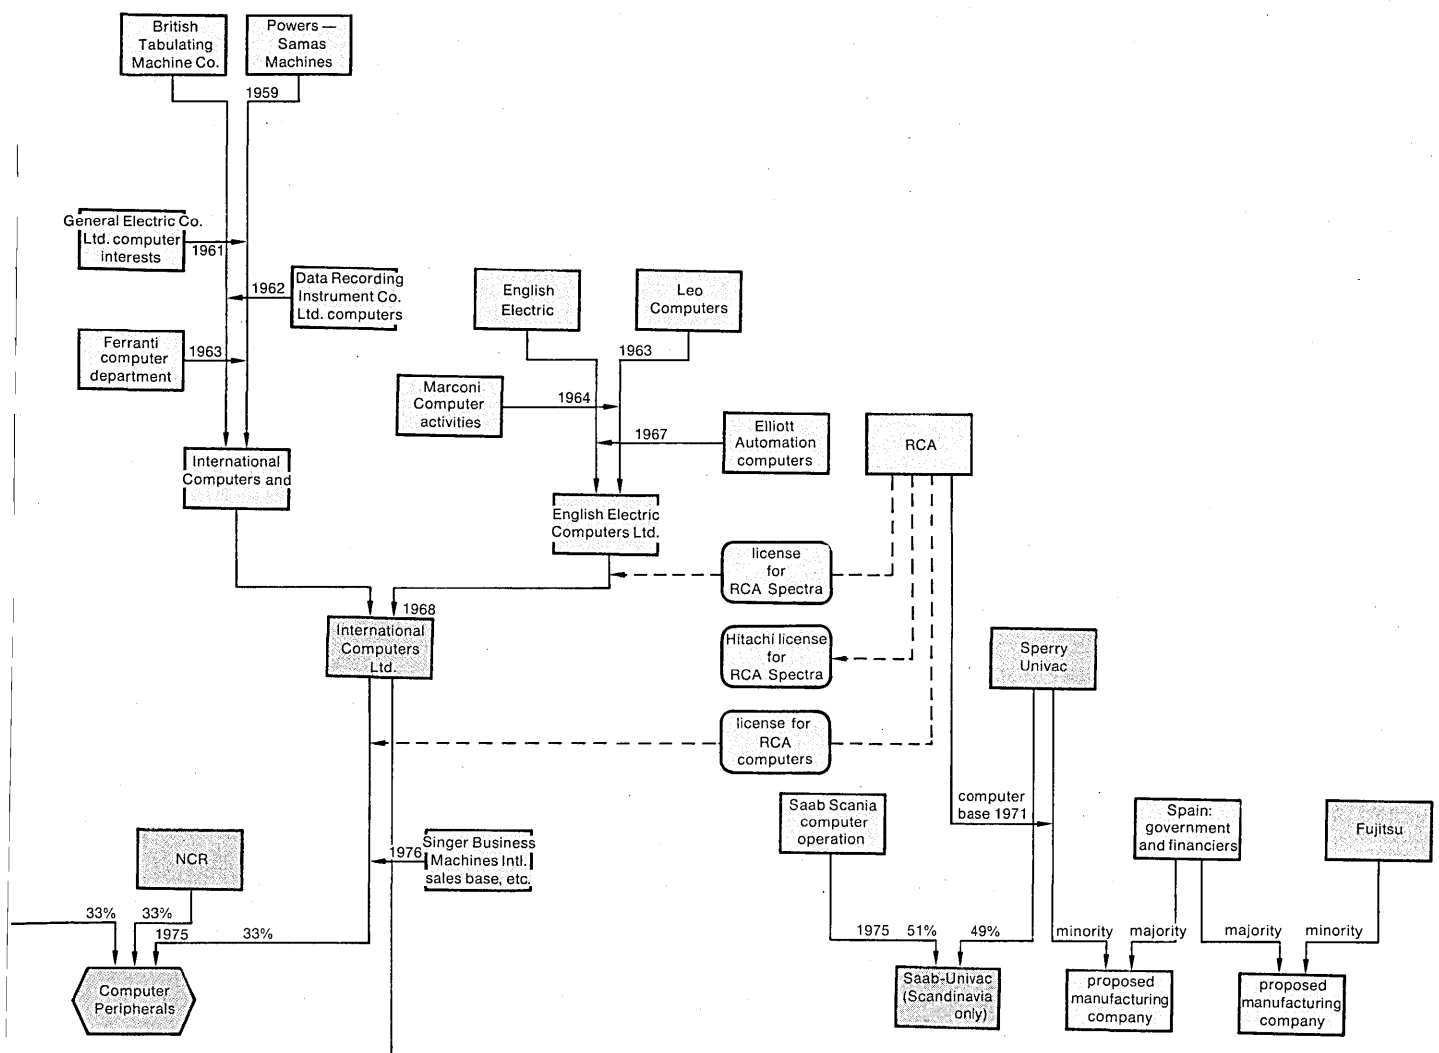 British
Tabulating
Machine Co.
Powers —
Samas
Machines
1959
General Electric Co.
Ltd. computer
interests
1961
1962
Data Recording
Instrument Co.
Ltd. computers
Ferranti
computer
department
1963
English
Electric
Leo
Computers
1963
Marconi
Computer
activities
1964
1967
Elliott
Automation
computers
RCA
International
Computers and
English Electric
Computers Ltd.
license
for
RCA Spectra
1968
International
Computers
Ltd.
Hitachi license
for
RCA Spectra
Sperry
Univac
license for
RCA
computers
computer
base 1971
Saab Scania
computer
operation
Spain:
government
and financiers
Fujitsu
NCR
1976
Singer Business
Machines Intl.
sales base, etc.
33%
33%
1975
33%
1975
51%
49%
minority
majority
majority
minority
Computer
Peripherals
Saab-Univac
(Scandinavia
only)
proposed
manufacturing
company
proposed
manufacturing
company